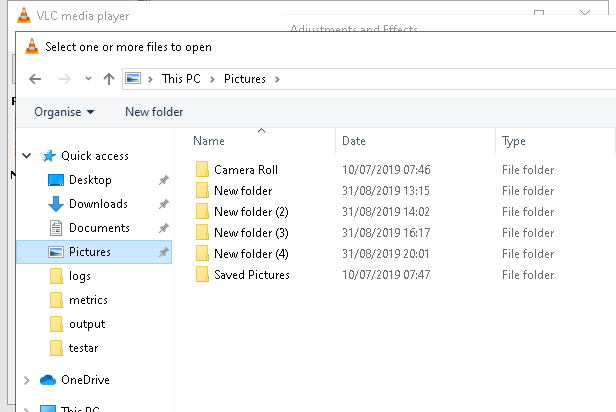 VLC media player
Adjustments and Effects
Select one or more files to open
This PC > Pictures >
Organise New folder
Name Date Type
Quick access
Desktop
Downloads
Documents
Pictures
logs
metrics
output
testar
OneDrive
This PC
Camera Roll 10/07/2019 07:46 File folder
New folder 31/08/2019 13:15 File folder
New folder (2) 31/08/2019 14:02 File folder
New folder (3) 31/08/2019 16:17 File folder
New folder (4) 31/08/2019 20:01 File folder
Saved Pictures 10/07/2019 07:47 File folder